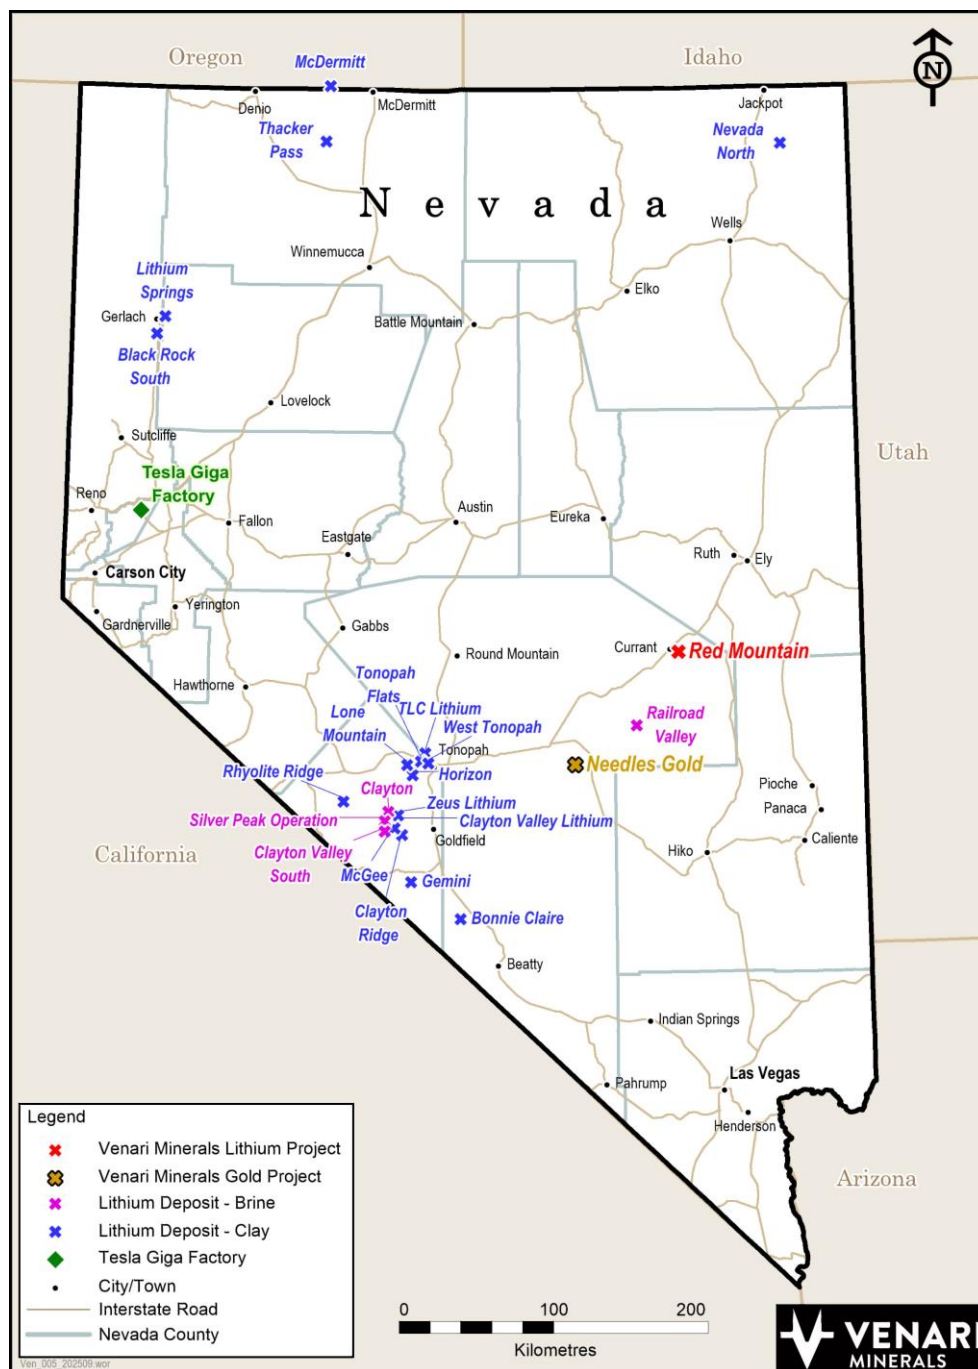 Oregon
Idaho
McDermitt
N
Denio
McDermitt
Jackpot
Thacker
Pass
Nevada
North
Nevada
Wells
Winnemucca
Lithium
Springs
Elko
Gerlach
Battle Mountain
Black Rock
South
Lovelock
Sutcliffe
Utah
Tesla Giga
Factory
Reno
Austin
Eureka
Fallon
Eastgate
Ruth
Ely
Carson City
Yerington
Gardnerville
Gabbs
Currant
Red Mountain
Round Mountain
Tonopah
Flats
Hawthorne
TLC Lithium
Lone
Mountain
West Tonopah
Railroad
Valley
Tonopah
Needles Gold
Rhyolite Ridge
Horizon
Clayton
Pioche
Zeus Lithium
Panaca
Silver Peak Operation
Clayton Valley Lithium
Goldfield
Caliente
California
Clayton Valley
South
Hiko
McGee
Gemini
Clayton
Ridge
Bonnie Claire
Beatty
Indian Springs
Las Vegas
Pahrump
Henderson
Arizona
Legend
Venari Minerals Lithium Project
Venari Minerals Gold Project
Lithium Deposit - Brine
Lithium Deposit - Clay
Tesla Giga Factory
City/Town
Interstate Road
Nevada County
0 100 200
Kilometres
VENARI
MINERALS
Ven_005_202509.wor